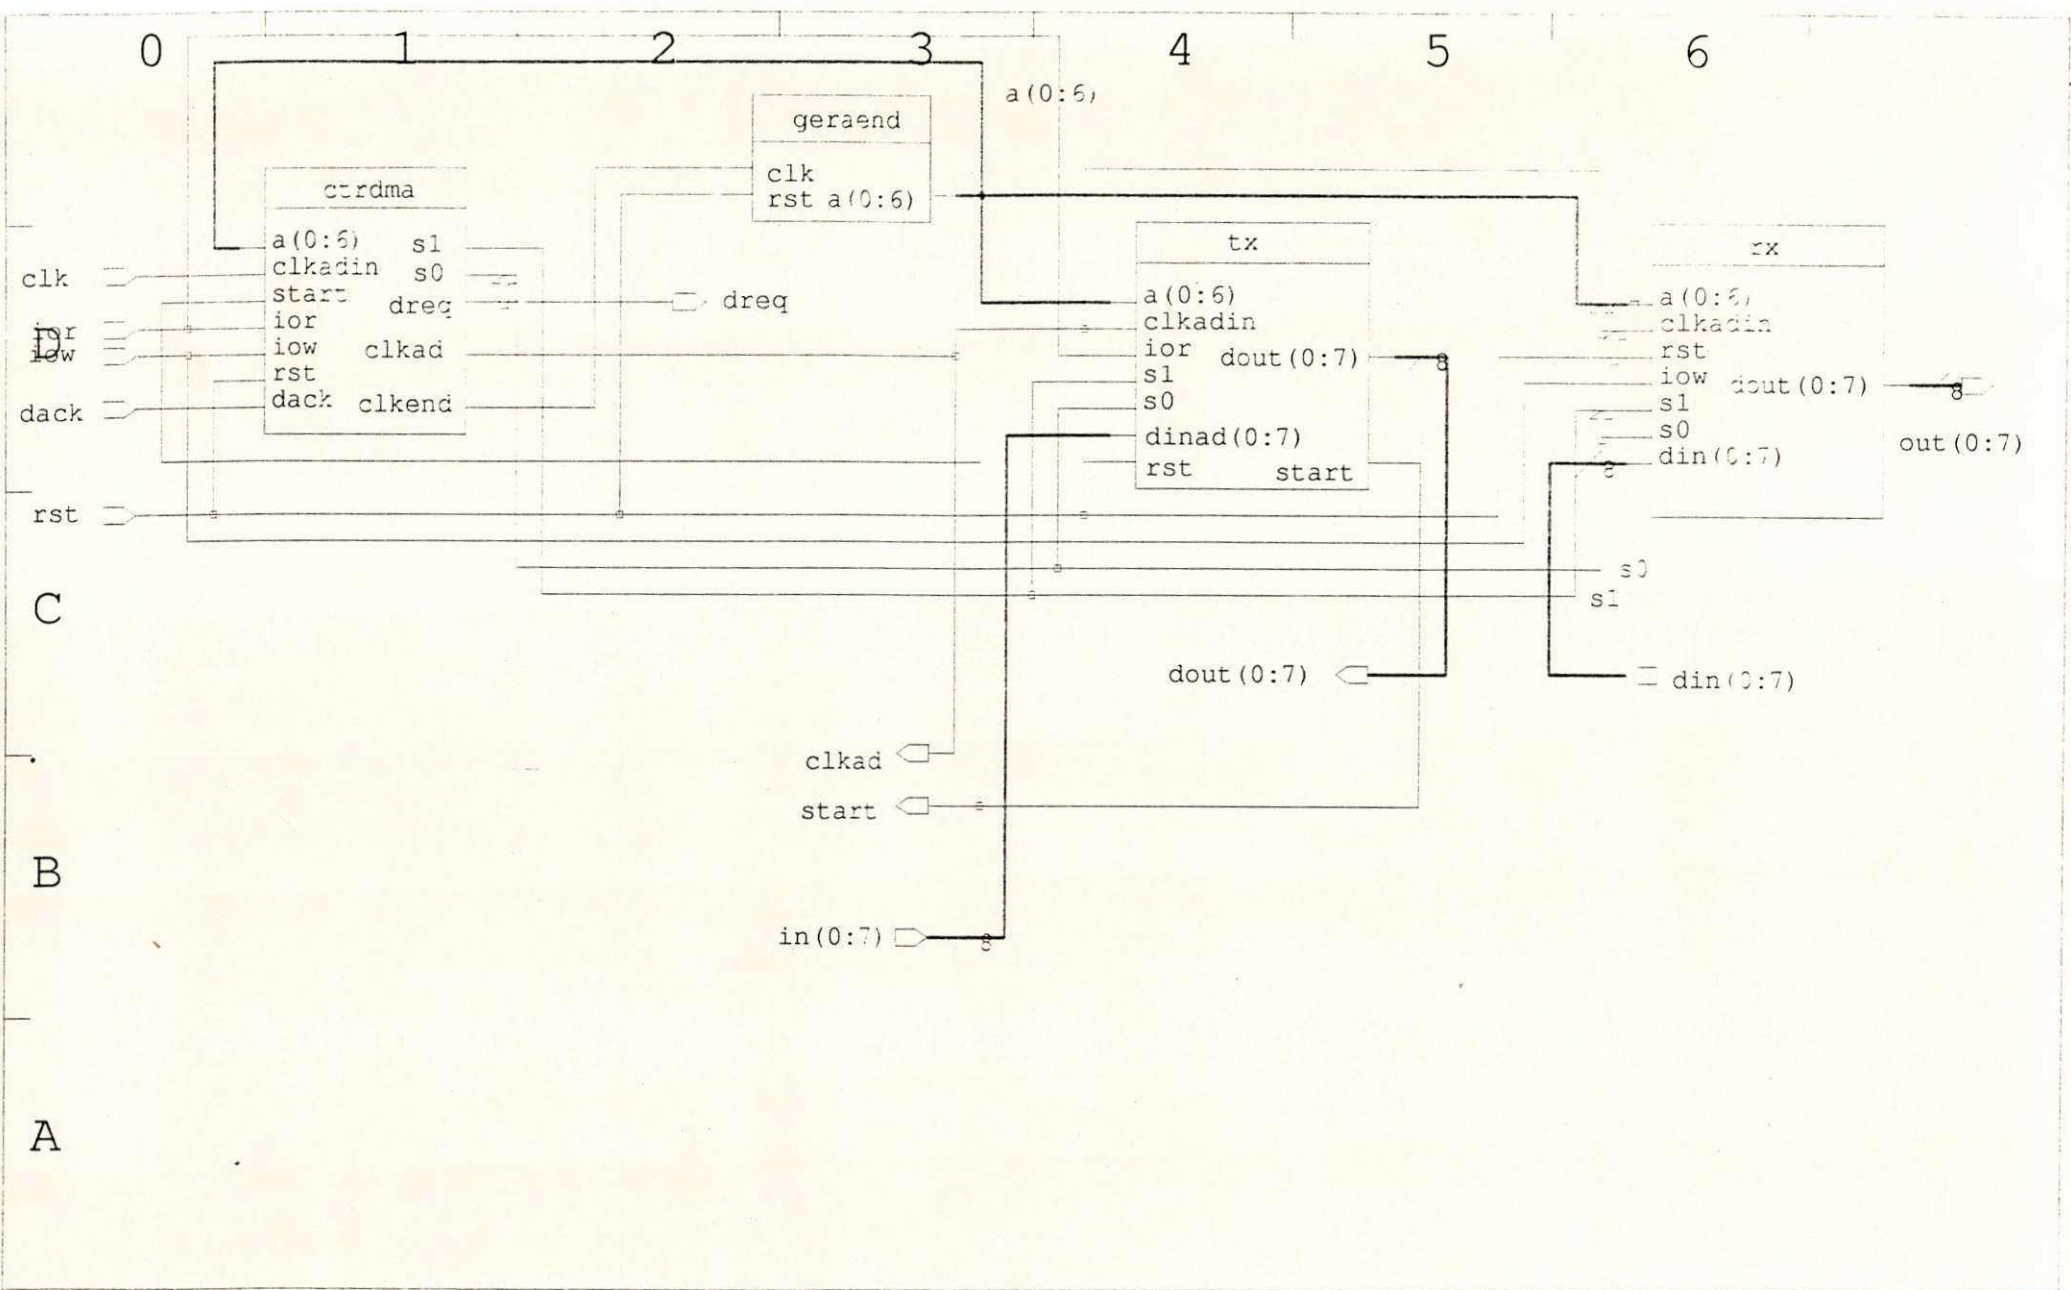 0 1 2 3 4 5 6
a(0:6)
geraend
clk
rst a(0:6)
ctrdma
a(0:6) s1
clkadin s0
start dreq
ior
iow clkad
rst
dack clkend
clk
ior
D
iow
dack
rst
dreq
tx
a(0:6)
clkadin
ior dout(0:7)
s1
s0
dinad(0:7)
rst start
8
rx
a(0:6)
clkadin
rst
iow dout(0:7)
s1
s0
din(0:7)
8
8
out(0:7)
s0
s1
C
dout(0:7)
din(0:7)
clkad
start
B
in(0:7)
8
A